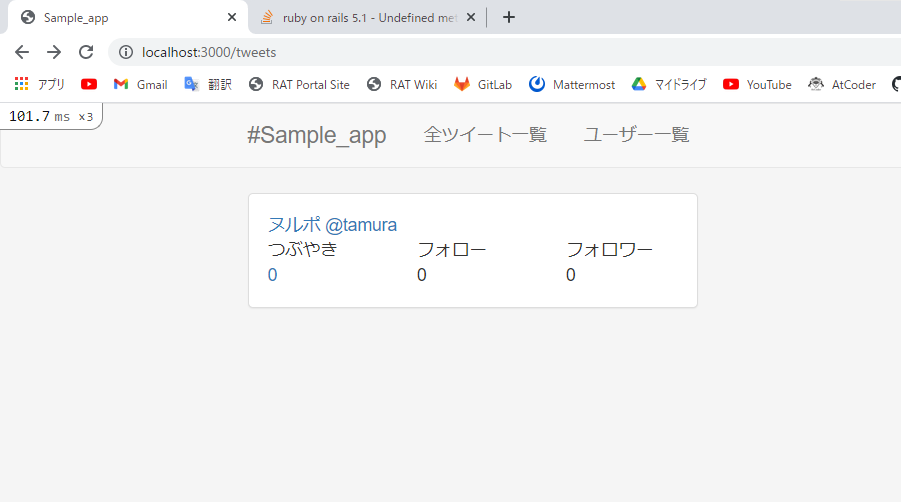 Sample_app
ruby on rails 5.1 - Undefined met
localhost:3000/tweets
アプリ Gmail 翻訳 RAT Portal Site RAT Wiki GitLab Mattermost マイドライブ YouTube AtCoder
101.7 ms ×3
#Sample_app 全ツイート一覧 ユーザー一覧
ヌルポ @tamura
つぶやき フォロー フォロワー
0 0 0